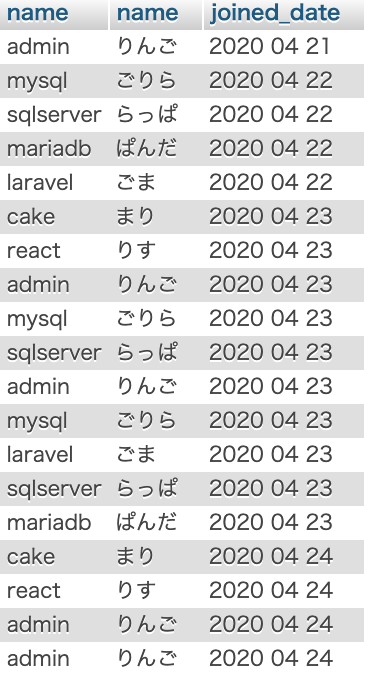 name name joined_date
admin りんご 2020 04 21
mysql ごりら 2020 04 22
sqlserver らっぱ 2020 04 22
mariadb ぱんだ 2020 04 22
laravel ごま 2020 04 22
cake まり 2020 04 23
react りす 2020 04 23
admin りんご 2020 04 23
mysql ごりら 2020 04 23
sqlserver らっぱ 2020 04 23
admin りんご 2020 04 23
mysql ごりら 2020 04 23
laravel ごま 2020 04 23
sqlserver らっぱ 2020 04 23
mariadb ぱんだ 2020 04 23
cake まり 2020 04 24
react りす 2020 04 24
admin りんご 2020 04 24
admin りんご 2020 04 24